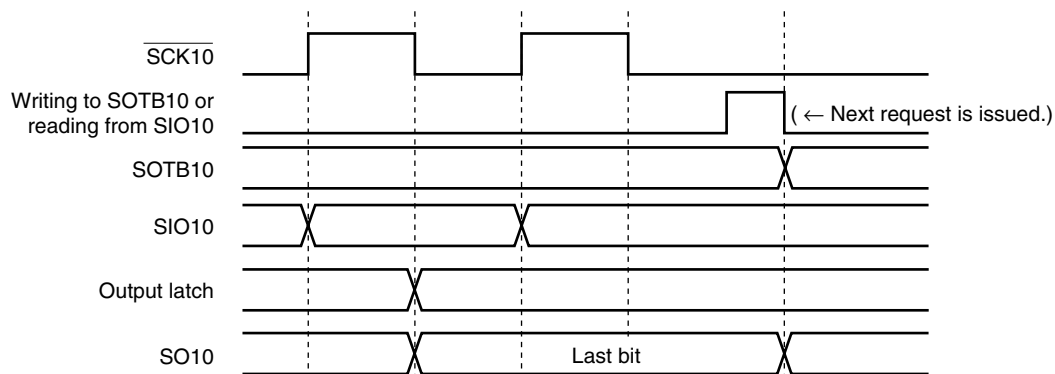 SCK10
Writing to SOTB10 or
reading from SIO10
( ← Next request is issued.)
SOTB10
SIO10
Output latch
SO10
Last bit